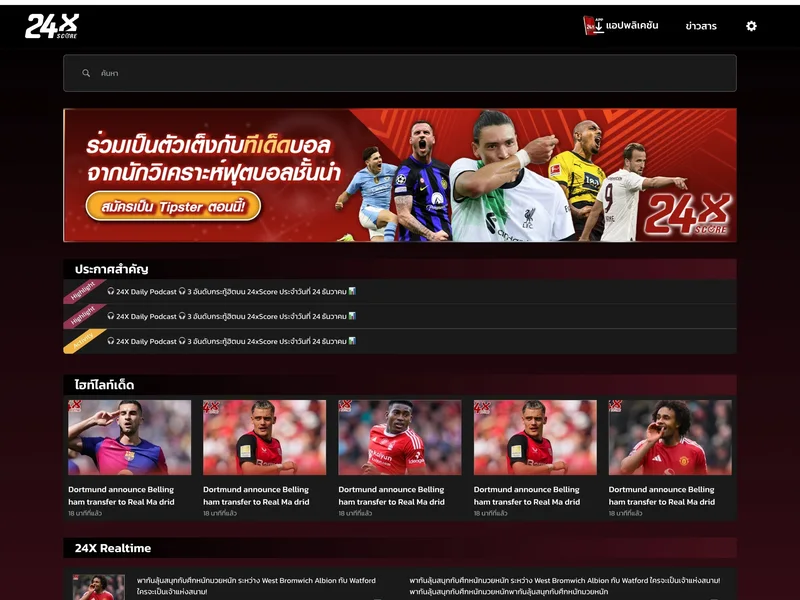 24X
SCORE
แอปพลิเคชัน
ข่าวสาร
ค้นหา
ร่วมเป็นตัวเต็งกับทีเด็ดบอล
จากนักวิเคราะห์ฟุตบอลชั้นนำ
สมัครเป็น Tipster ตอนนี้!
24X
SCORE
ประกาศสำคัญ
Highlight
24X Daily Podcast 3 อันดับกระทู้ฮิตบน 24xScore ประจำวันที่ 24 ธันวาคม
Highlight
24X Daily Podcast 3 อันดับกระทู้ฮิตบน 24xScore ประจำวันที่ 24 ธันวาคม
Activity
24X Daily Podcast 3 อันดับกระทู้ฮิตบน 24xScore ประจำวันที่ 24 ธันวาคม
ไฮท์ไลท์เด็ด
Dortmund announce Belling
ham transfer to Real Ma drid
18 นาทีที่แล้ว
Dortmund announce Belling
ham transfer to Real Ma drid
18 นาทีที่แล้ว
Dortmund announce Belling
ham transfer to Real Ma drid
18 นาทีที่แล้ว
Dortmund announce Belling
ham transfer to Real Ma drid
18 นาทีที่แล้ว
Dortmund announce Belling
ham transfer to Real Ma drid
18 นาทีที่แล้ว
24X Realtime
พากันลุ้นสนุกกับศึกหนักมวยหนัก ระหว่าง West Bromwich Albion กับ Watford
ใครจะเป็นเจ้าแห่งสนาม!
พากันลุ้นสนุกกับศึกหนักมวยหนัก ระหว่าง West Bromwich Albion กับ Watford ใครจะเป็นเจ้าแห่งสนาม!
พากันลุ้นสนุกกับศึกหนักมวยหนักพากันลุ้นสนุกกับศึกหนักมวยหนัก